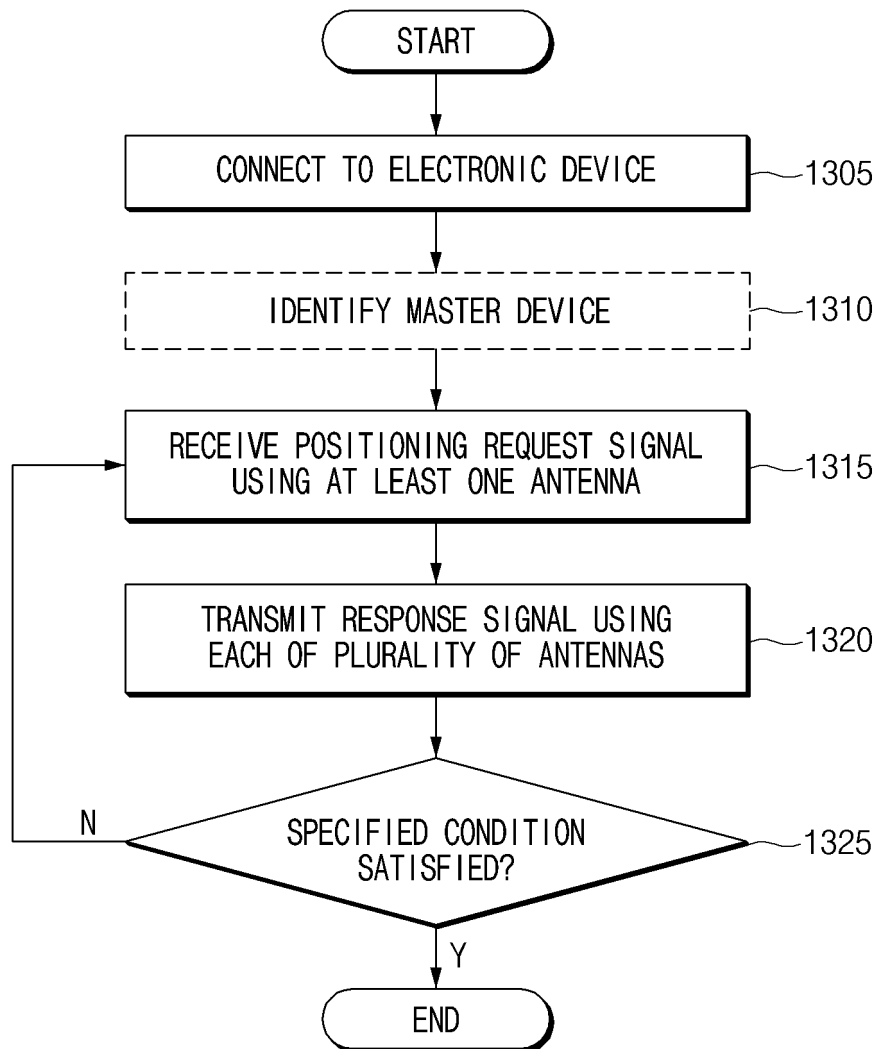 START
CONNECT TO ELECTRONIC DEVICE
1305
IDENTIFY MASTER DEVICE
1310
RECEIVE POSITIONING REQUEST SIGNAL
USING AT LEAST ONE ANTENNA
1315
TRANSMIT RESPONSE SIGNAL USING
EACH OF PLURALITY OF ANTENNAS
1320
N
SPECIFIED CONDITION
SATISFIED?
1325
Y
END